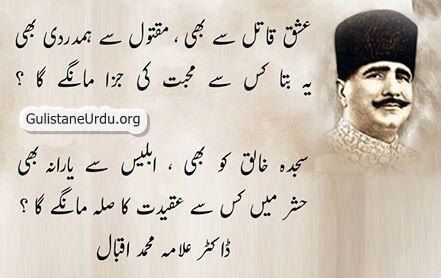 عشق قاتل سے بھی ، مقتول سے ہمدردی بھی
یہ بتا کس سے محبت کی جزا مانگے گا ؟
GulistaneUrdu.org
سجدہ خالق کو بھی ، ابلیس سے یارانہ بھی
حشر میں کس سے عقیدت کا صلہ مانگے گا ؟
ڈاکٹر علامہ محمد اقبال